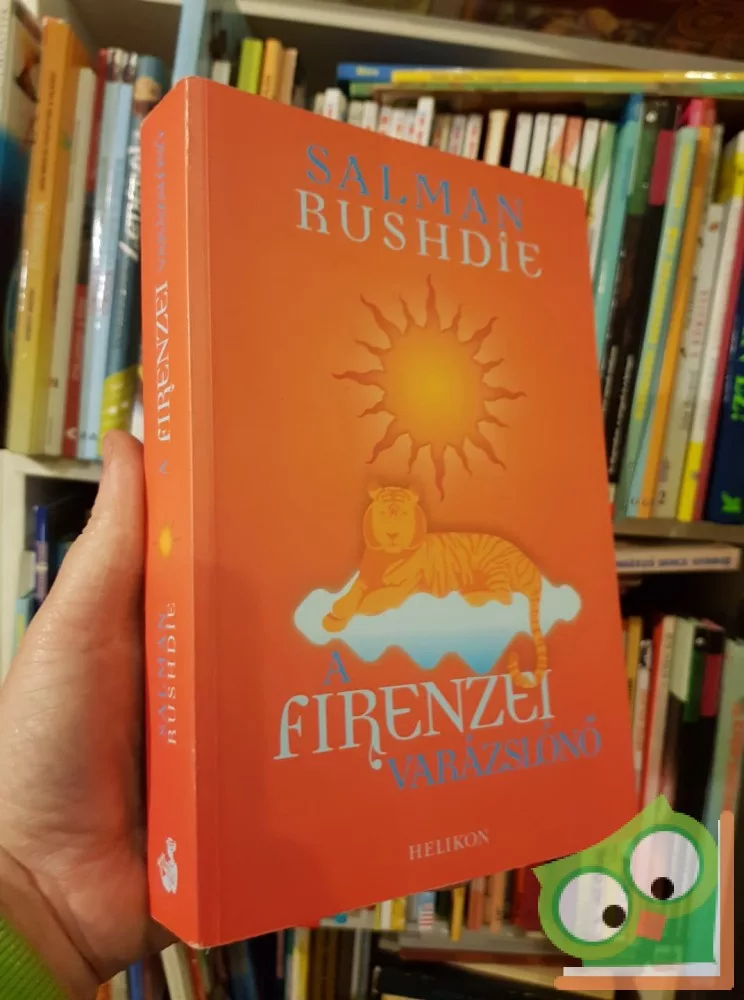 SALMAN
RUSHDIE
A
FIRENZEI
VARÁZSLÓNŐ
HELIKON
SALMAN
RUSHDIE
A FIRENZEI VARÁZSLÓNŐ